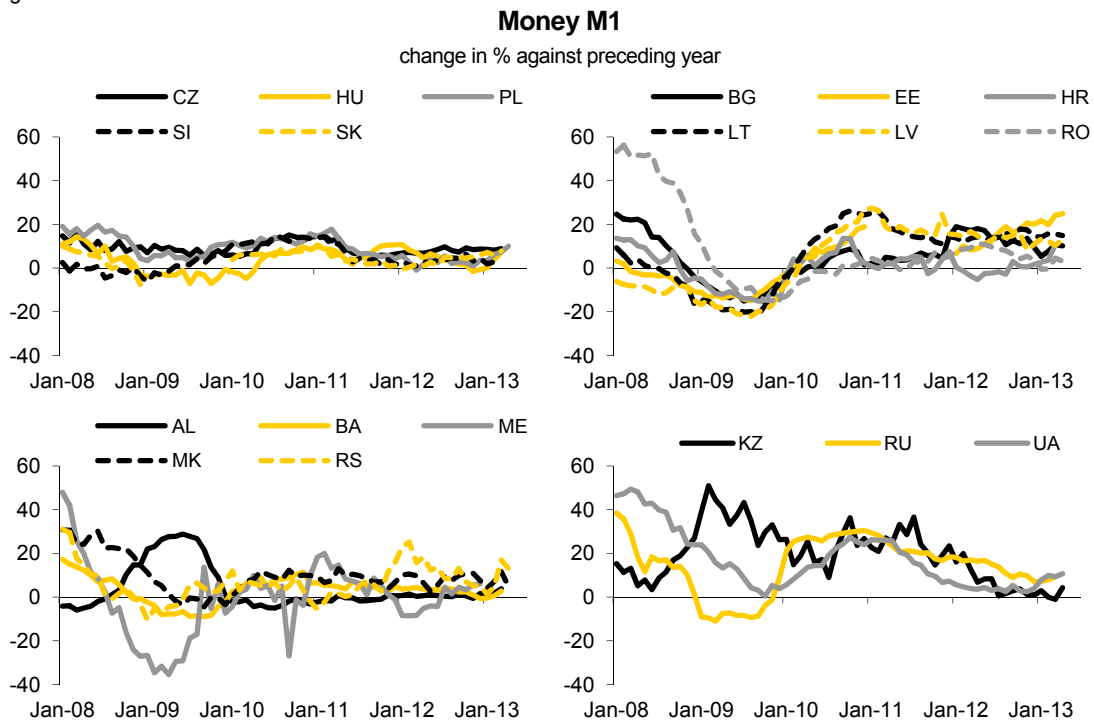 Money M1
change in % against preceding year
CZ HU PL
SI SK
60
40
20
0
-20
-40
Jan-08 Jan-09 Jan-10 Jan-11 Jan-12 Jan-13
BG EE HR
LT LV RO
60
40
20
0
-20
-40
Jan-08 Jan-09 Jan-10 Jan-11 Jan-12 Jan-13
AL BA ME
MK RS
60
40
20
0
-20
-40
Jan-08 Jan-09 Jan-10 Jan-11 Jan-12 Jan-13
KZ RU UA
60
40
20
0
-20
-40
Jan-08 Jan-09 Jan-10 Jan-11 Jan-12 Jan-13